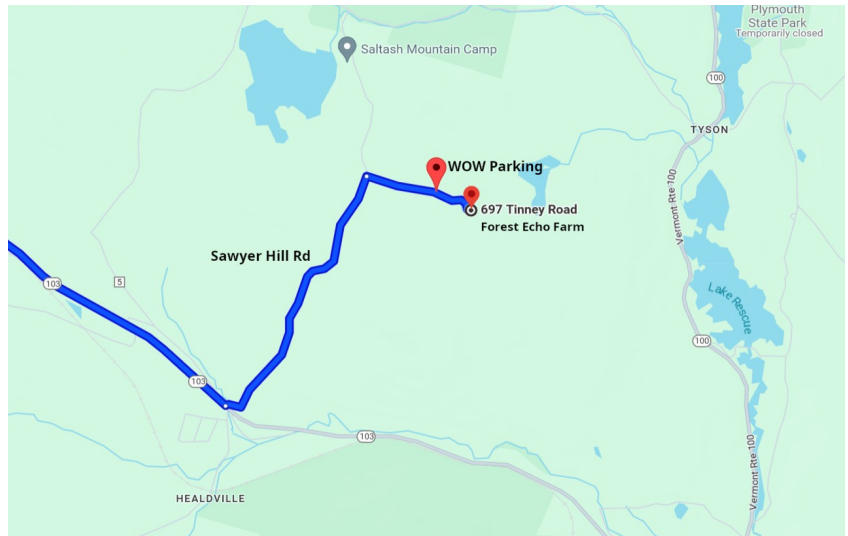 Plymouth
State Park
Temporarily closed
Saltash Mountain Camp
100
TYSON
WOW Parking
697 Tinney Road
Forest Echo Farm
Vermont Rte 100
Sawyer Hill Rd
103
5
Lake Rescue
100
103
103
Vermont Rte 100
HEALDVILLE